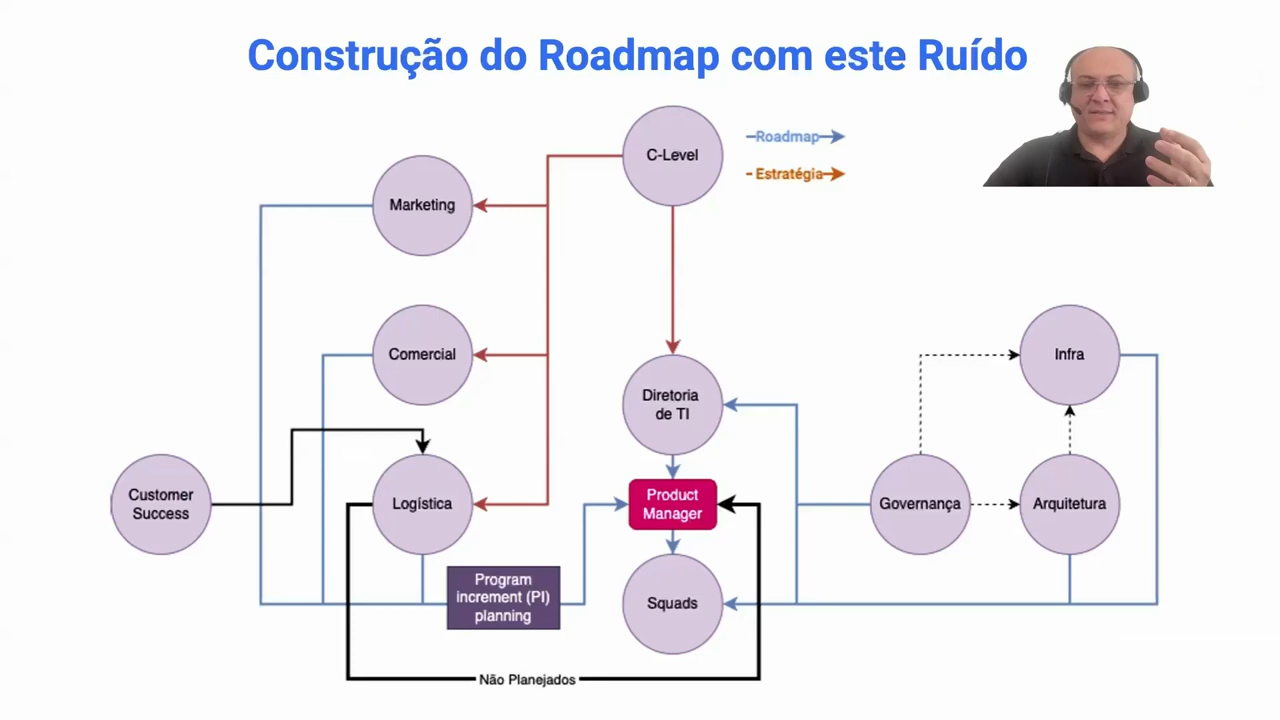 Construção do Roadmap com este Ruído
C-Level
Roadmap
Estratégia
Marketing
Comercial
Infra
Diretoria
de TI
Customer
Success
Logística
Product
Manager
Governança
Arquitetura
Program
increment (PI)
planning
Squads
Não Planejados